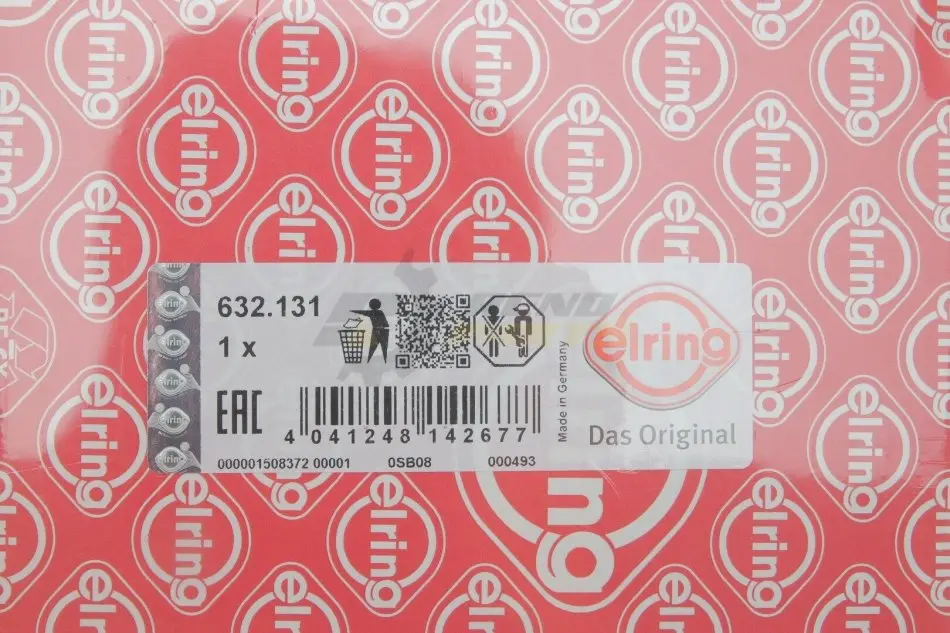 632.131
1 x
EAC
4 041248 142677
000001508372 00001 0SB08 000493
Made in Germany
elring
Das Original